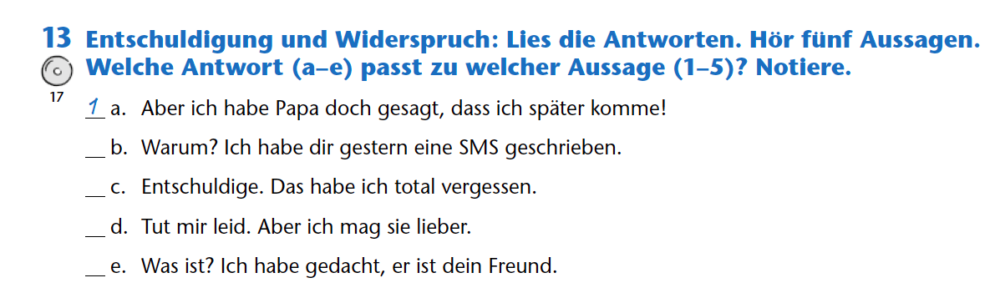 13 Entschuldigung und Widerspruch: Lies die Antworten. Hör fünf Aussagen.
Welche Antwort (a–e) passt zu welcher Aussage (1–5)? Notiere.
17
1 a. Aber ich habe Papa doch gesagt, dass ich später komme!
__ b. Warum? Ich habe dir gestern eine SMS geschrieben.
__ c. Entschuldige. Das habe ich total vergessen.
__ d. Tut mir leid. Aber ich mag sie lieber.
__ e. Was ist? Ich habe gedacht, er ist dein Freund.